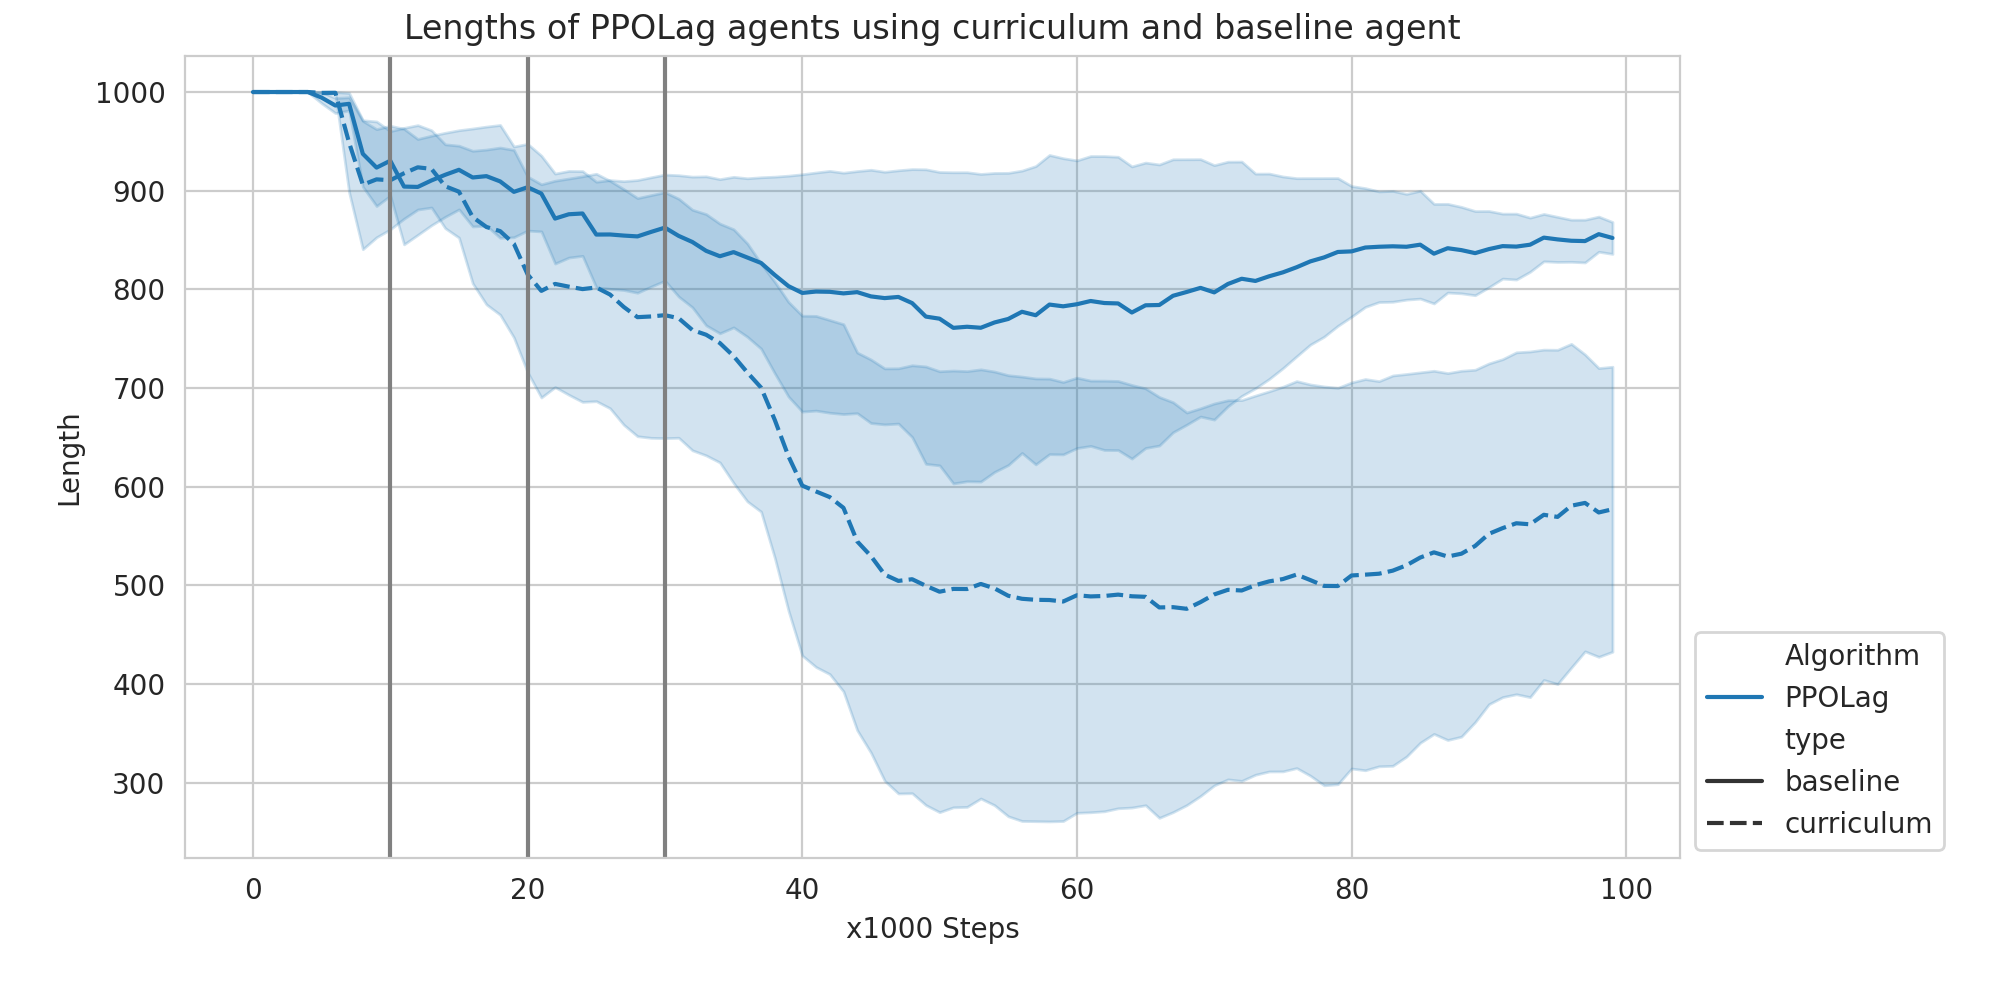 Lengths of PPOLag agents using curriculum and baseline agent
1000
900
800
700
600
500
400
300
Length
0 20 40 60 80 100
x1000 Steps
Algorithm
PPOLag
type
baseline
curriculum